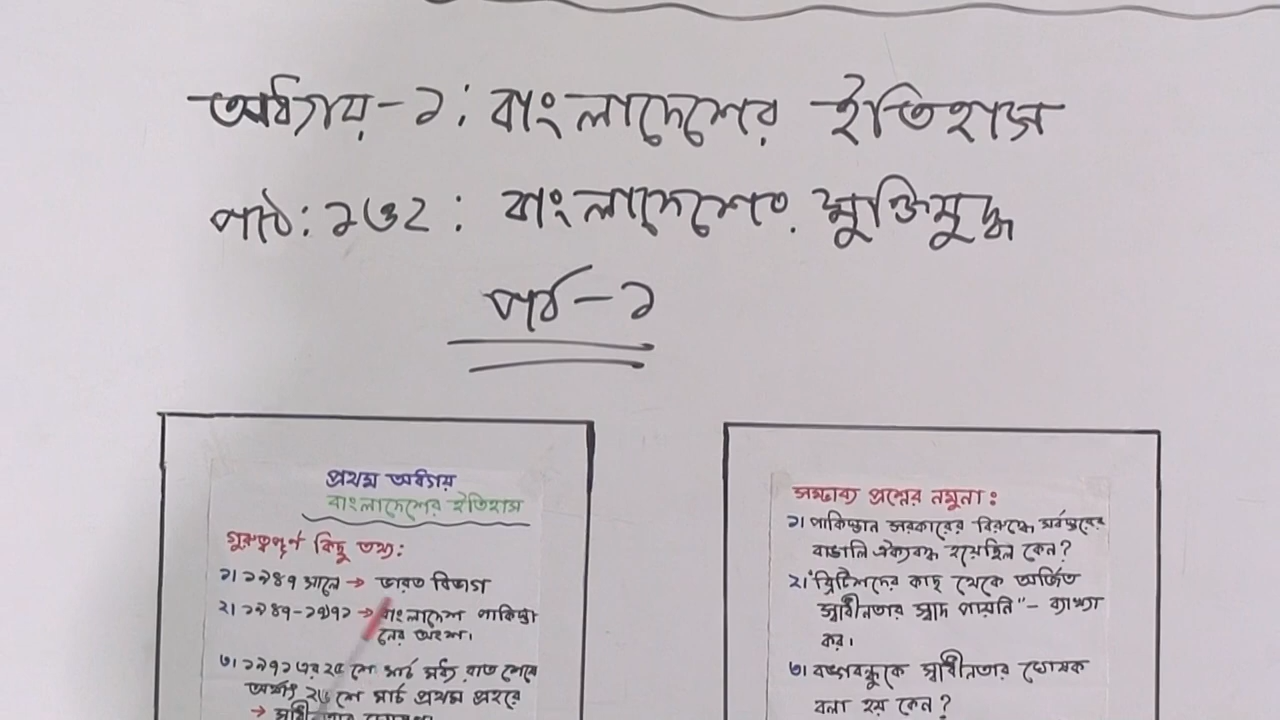 অধ্যায়-১: বাংলাদেশের ইতিহাস
পাঠ: ১ও২: বাংলাদেশের মুক্তিযুদ্ধ
পর্ব-১
প্রথম অধ্যায়
বাংলাদেশের ইতিহাস
গুরুত্বপূর্ণ কিছু তথ্য:
১। ১৯৪৭ সালে → ভারত বিভাগ
২। ১৯৪৭-১৯৭১ → বাংলাদেশ পাকিস্তা
নের অংশ।
৩। ১৯৭১ এর ২৫ শে মার্চ মধ্য রাত শেষে
অর্থাৎ ২৬ শে মার্চ প্রথম প্রহরে
→
সম্ভাব্য প্রশ্নের নমুনা:
১। পাকিস্তান সরকারের বিরুদ্ধে সর্বস্তরের
বাঙালি ঐক্যবদ্ধ হয়েছিল কেন?
২। "ব্রিটিশদের কাছ থেকে অর্জিত
স্বাধীনতার স্বাদ পায়নি"- ব্যাখ্যা
কর।
৩। বঙ্গবন্ধুকে স্বাধীনতার ঘোষক
বলা হয় কেন?